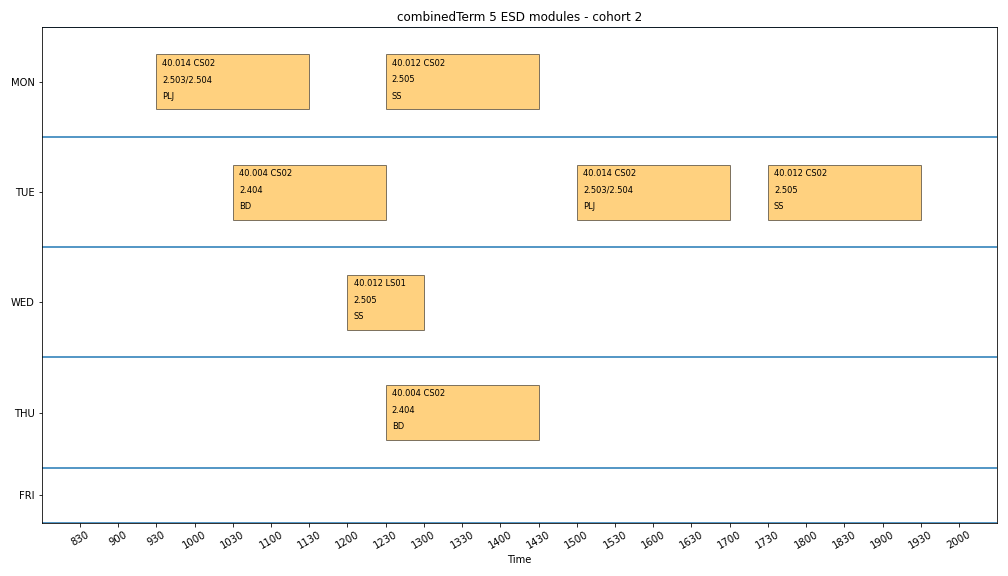 combinedTerm 5 ESD modules - cohort 2
MON
40.014 CS02
2.503/2.504
PLJ
40.012 CS02
2.505
SS
TUE
40.004 CS02
2.404
BD
40.014 CS02
2.503/2.504
PLJ
40.012 CS02
2.505
SS
WED
40.012 LS01
2.505
SS
THU
40.004 CS02
2.404
BD
FRI
830 900 930 1000 1030 1100 1130 1200 1230 1300 1330 1400 1430 1500 1530 1600 1630 1700 1730 1800 1830 1900 1930 2000
Time